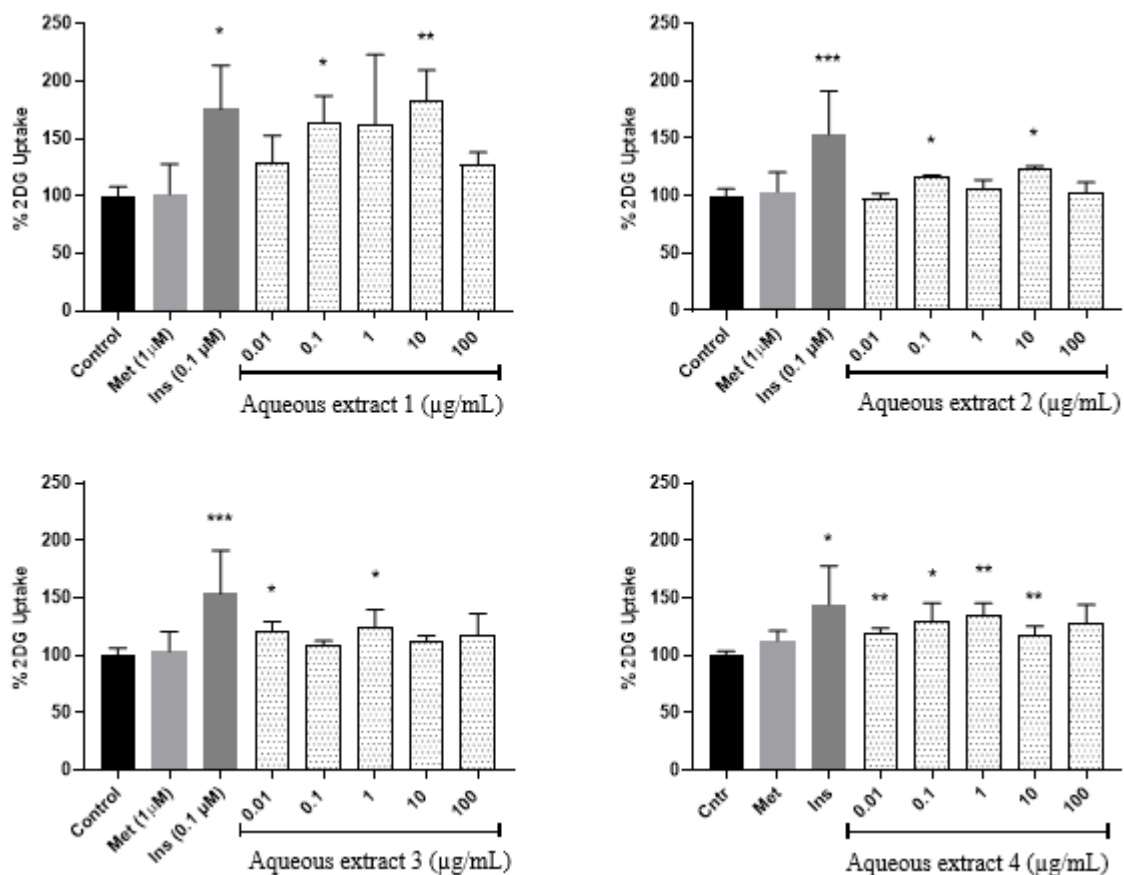 250
200
150
100
50
0
% 2DG Uptake
* * **
Control Met (1µM) Ins (0.1 µM) 0.01 0.1 1 10 100
Aqueous extract 1 (µg/mL)
250
200
150
100
50
0
% 2DG Uptake
*** * *
Control Met (1µM) Ins (0.1 µM) 0.01 0.1 1 10 100
Aqueous extract 2 (µg/mL)
250
200
150
100
50
0
% 2DG Uptake
*** * *
Control Met (1µM) Ins (0.1 µM) 0.01 0.1 1 10 100
Aqueous extract 3 (µg/mL)
250
200
150
100
50
0
% 2DG Uptake
* ** * ** **
Cntr Met Ins 0.01 0.1 1 10 100
Aqueous extract 4 (µg/mL)